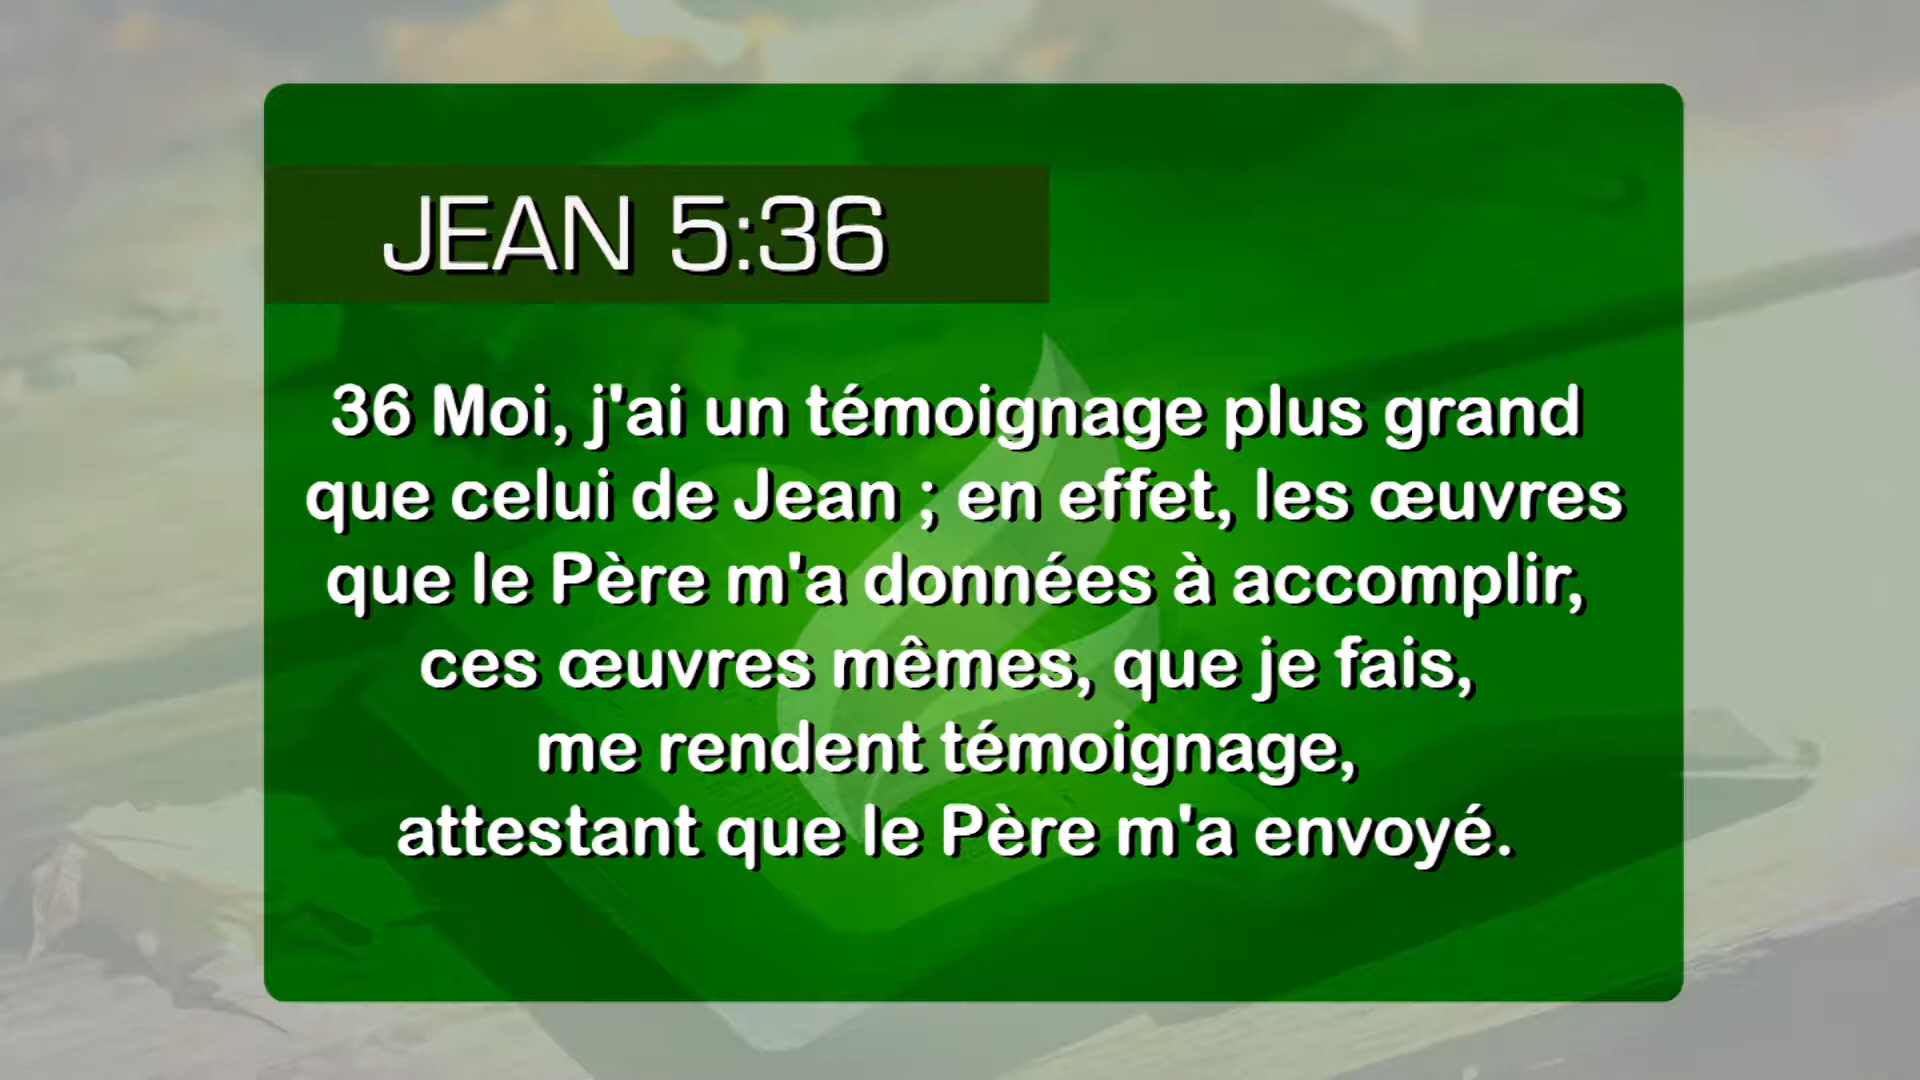 JEAN 5:36
36 Moi, j'ai un témoignage plus grand
que celui de Jean ; en effet, les œuvres
que le Père m'a données à accomplir,
ces œuvres mêmes, que je fais,
me rendent témoignage,
attestant que le Père m'a envoyé.